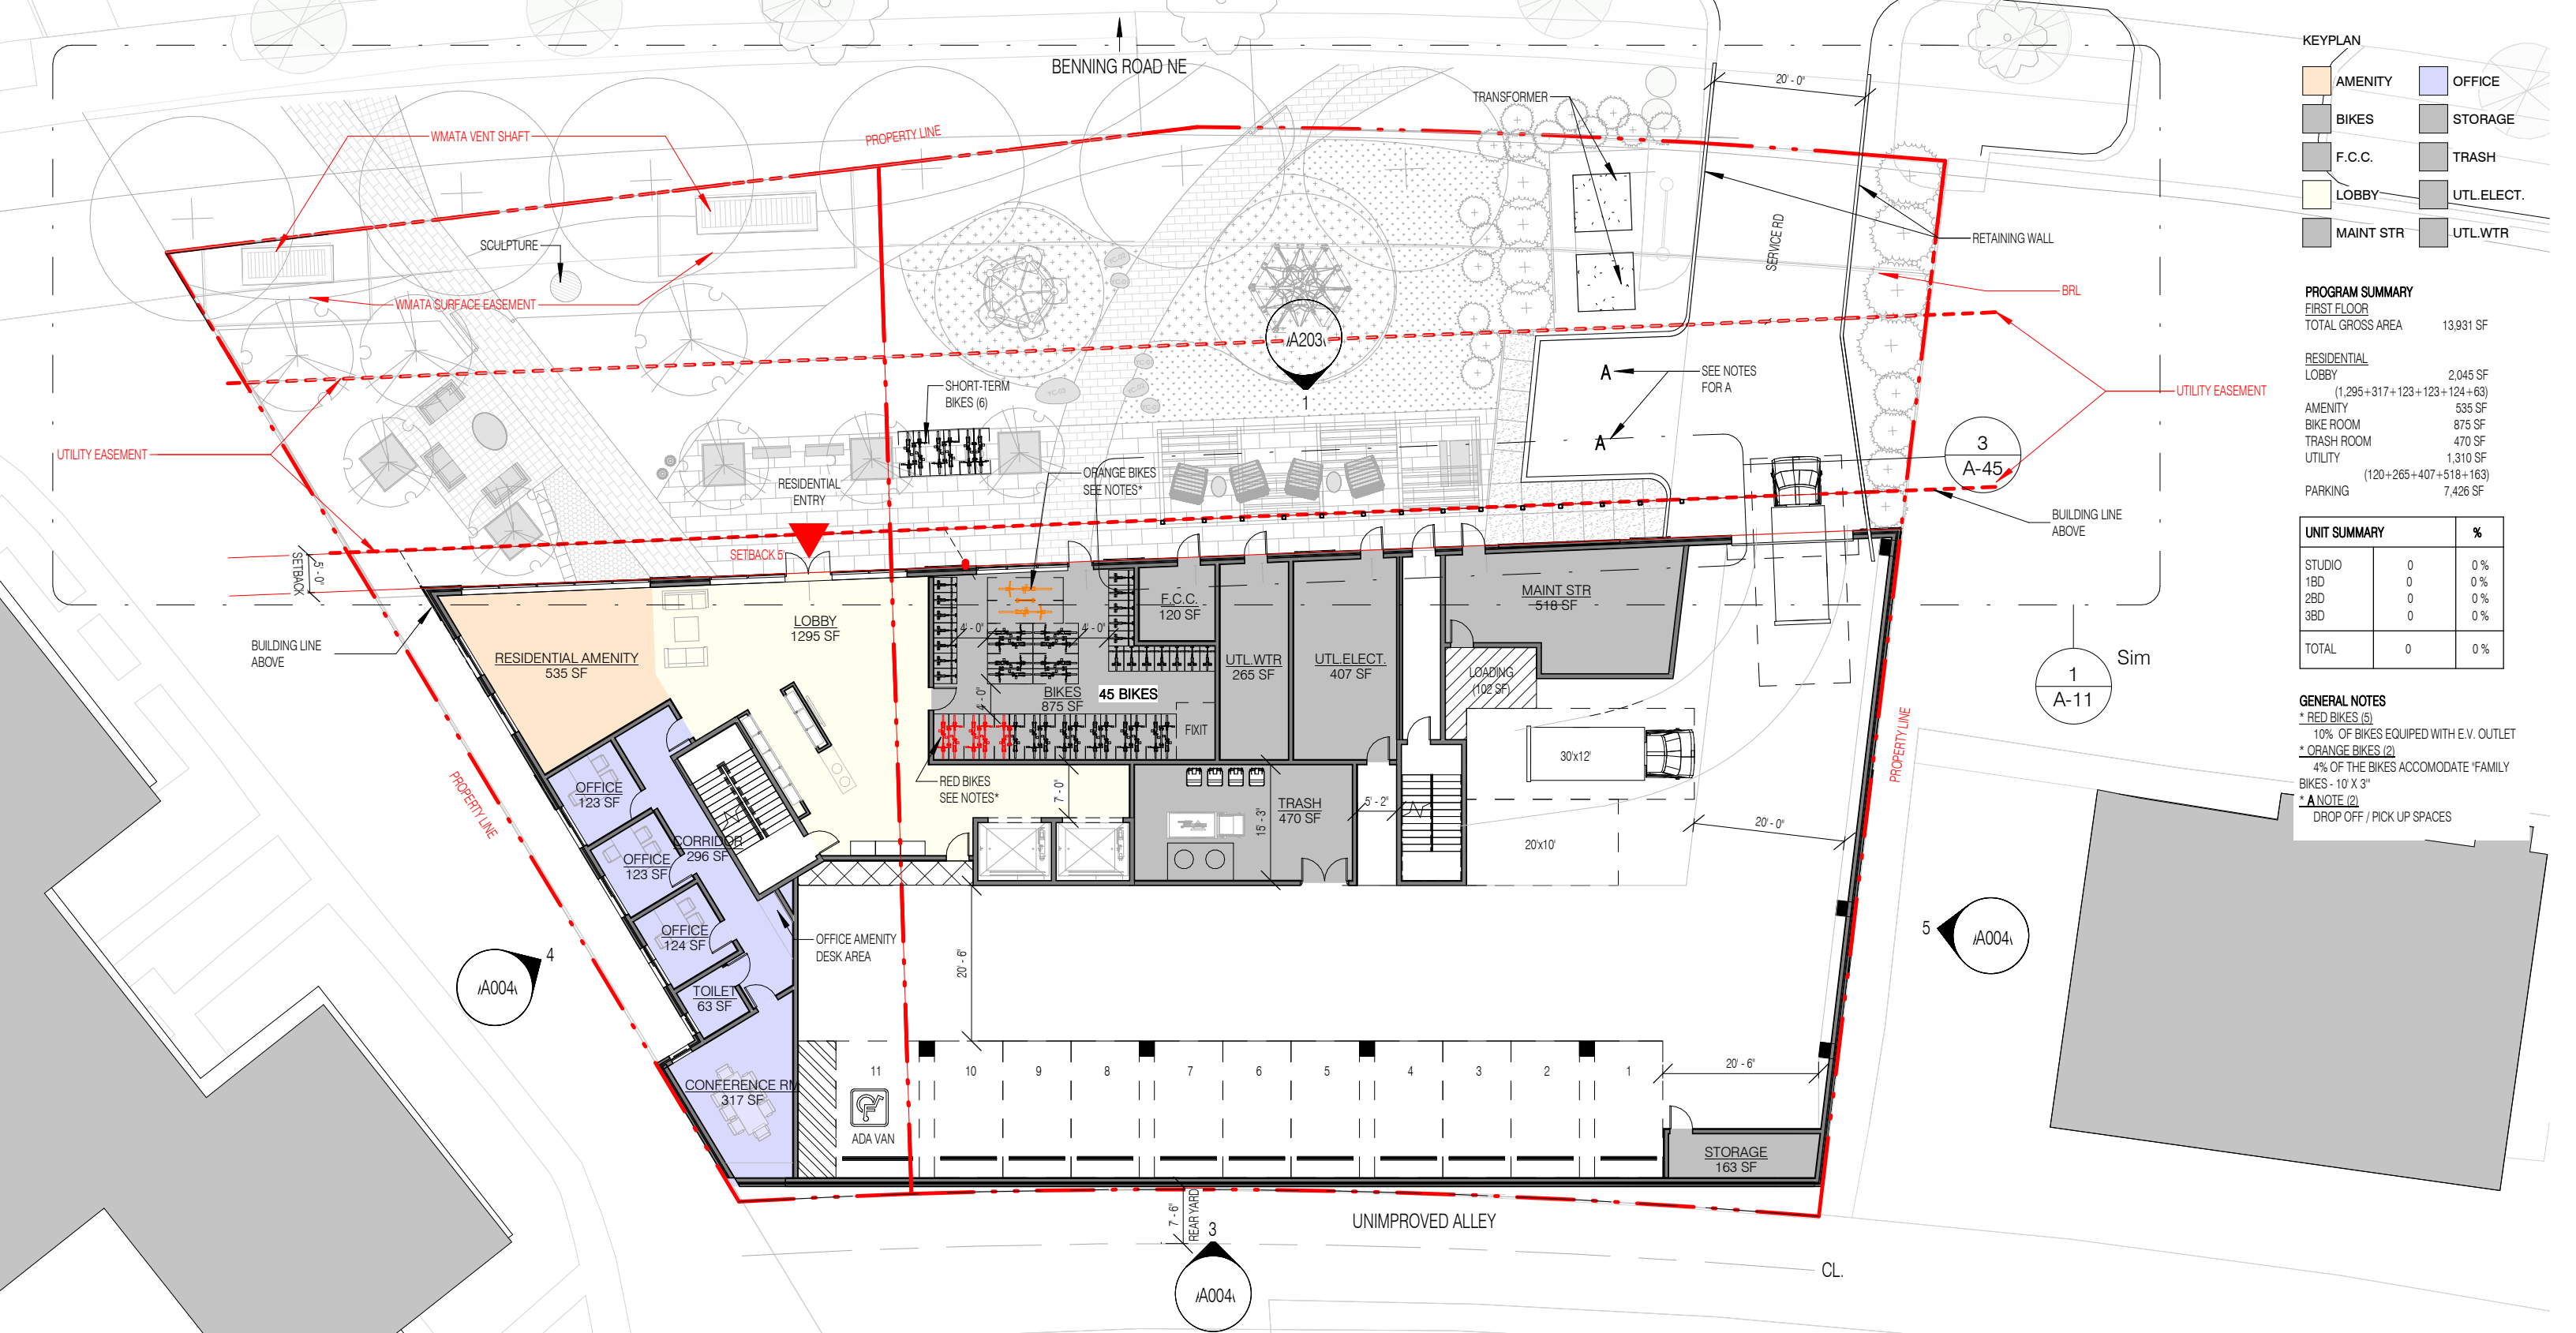 BENNING ROAD NE
WMATA VENT SHAFT
PROPERTY LINE
TRANSFORMER
20' - 0"
SCULPTURE
WMATA SURFACE EASEMENT
SERVICE RD
RETAINING WALL
BRL
A203
1
SHORT-TERM
BIKES (6)
A
SEE NOTES
FOR A
A
UTILITY EASEMENT
UTILITY EASEMENT
ORANGE BIKES
SEE NOTES*
RESIDENTIAL
ENTRY
3
A-45
BUILDING LINE
ABOVE
SETBACK 5'
5' - 0"
SETBACK
BUILDING LINE
ABOVE
RESIDENTIAL AMENITY
535 SF
LOBBY
1295 SF
4' - 0"
4' - 0"
4' - 0"
F.C.C.
120 SF
UTL.WTR
265 SF
UTL.ELECT.
407 SF
MAINT STR
518 SF
LOADING
(102 SF)
BIKES
875 SF
45 BIKES
FIXIT
1
A-11
Sim
30'x12'
RED BIKES
SEE NOTES*
7' - 0"
TRASH
470 SF
15' - 3"
5' - 2"
20'x10'
20' - 0"
PROPERTY LINE
PROPERTY LINE
OFFICE
123 SF
CORRIDOR
296 SF
OFFICE
123 SF
OFFICE
124 SF
OFFICE AMENITY
DESK AREA
20' - 6"
TOILET
63 SF
4
A004
5
A004
CONFERENCE RM
317 SF
11
10
9
8
7
6
5
4
3
2
1
20' - 6"
ADA VAN
STORAGE
163 SF
7' - 6"
REAR YARD
UNIMPROVED ALLEY
3
A004
CL.
KEYPLAN
AMENITY
OFFICE
BIKES
STORAGE
F.C.C.
TRASH
LOBBY
UTL.ELECT.
MAINT STR
UTL.WTR
PROGRAM SUMMARY
FIRST FLOOR
TOTAL GROSS AREA 13,931 SF
RESIDENTIAL
LOBBY 2,045 SF
(1,295+317+123+123+124+63)
AMENITY 535 SF
BIKE ROOM 875 SF
TRASH ROOM 470 SF
UTILITY 1,310 SF
(120+265+407+518+163)
PARKING 7,426 SF
UNIT SUMMARY %
STUDIO 0 0 %
1BD 0 0 %
2BD 0 0 %
3BD 0 0 %
TOTAL 0 0 %
GENERAL NOTES
* RED BIKES (5)
10% OF BIKES EQUIPED WITH E.V. OUTLET
* ORANGE BIKES (2)
4% OF THE BIKES ACCOMODATE "FAMILY
BIKES - 10' X 3'"
* A NOTE (2)
DROP OFF / PICK UP SPACES